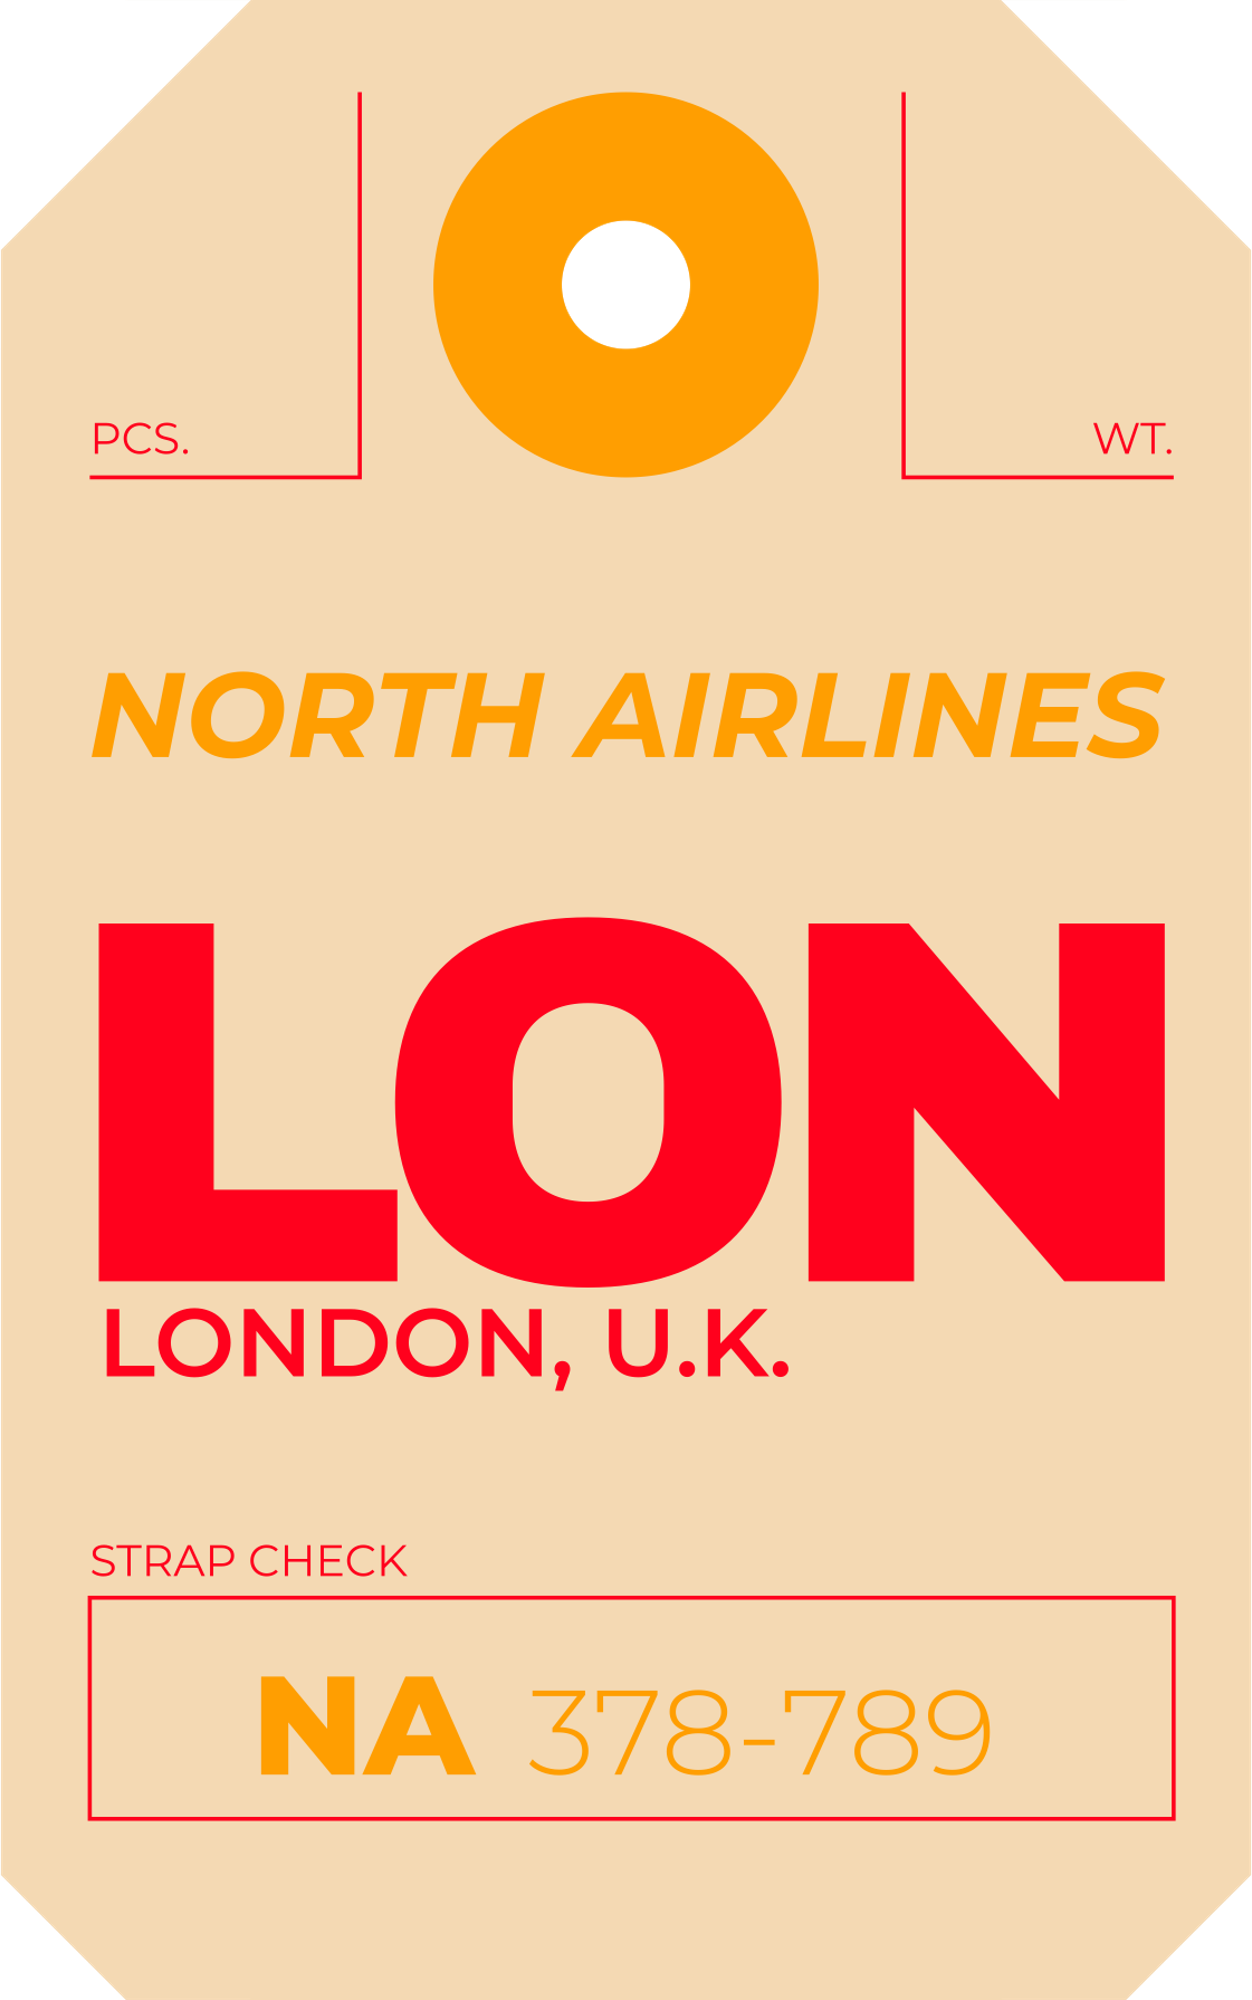 PCS.
WT.
NORTH AIRLINES
LON
LONDON, U.K.
STRAP CHECK
NA 378-789